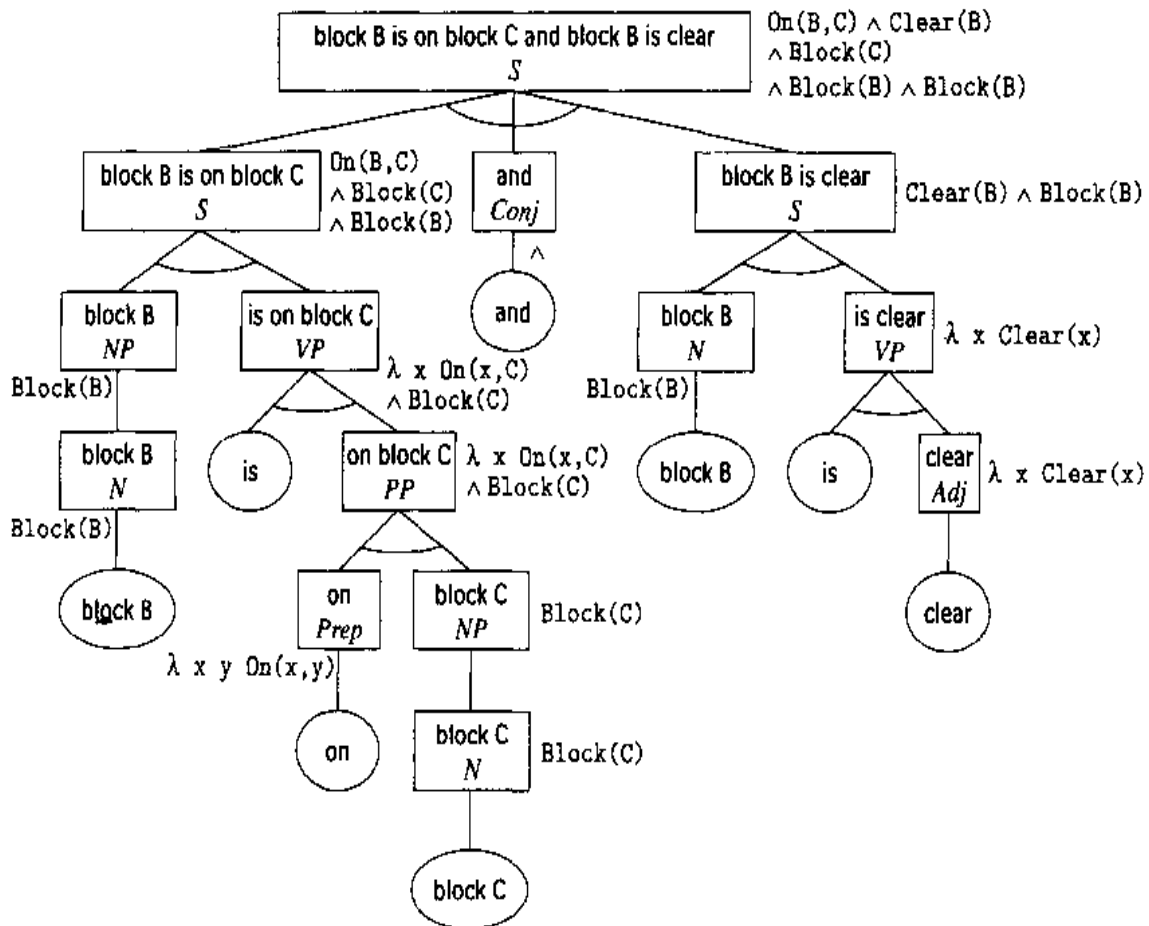 block B is on block C and block B is clear
S
On(B,C) ∧ Clear(B)
∧ Block(C)
∧ Block(B) ∧ Block(B)
block B is on block C
S
On(B,C)
∧ Block(C)
∧ Block(B)
and
Conj
∧
block B is clear
S
Clear(B) ∧ Block(B)
block B
NP
Block(B)
is on block C
VP
λ x On(x,C)
∧ Block(C)
and
block B
N
Block(B)
is clear
VP
λ x Clear(x)
block B
N
Block(B)
is
on block C
PP
λ x On(x,C)
∧ Block(C)
block B
is
clear
Adj
λ x Clear(x)
block B
on
Prep
λ x y On(x,y)
block C
NP
Block(C)
clear
on
block C
N
Block(C)
block C